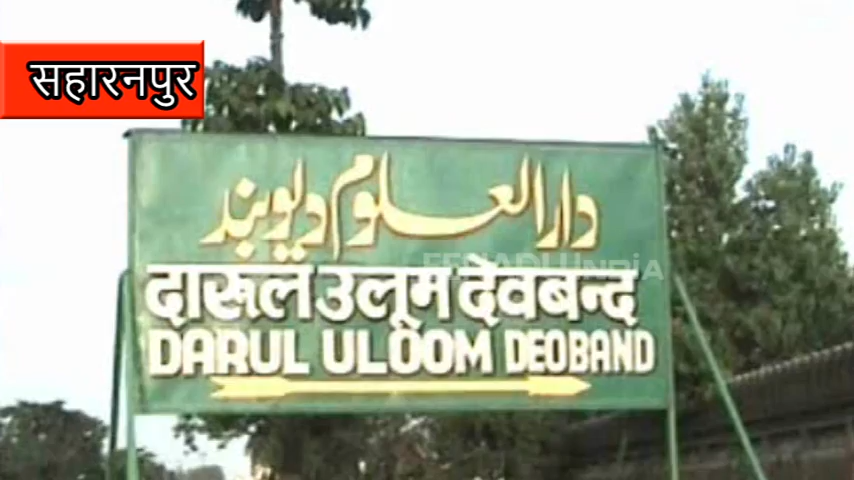 सहारनपुर
دارالعلوم دیوبند
दारूल उलूम देवबन्द
DARUL ULOOM DEOBAND